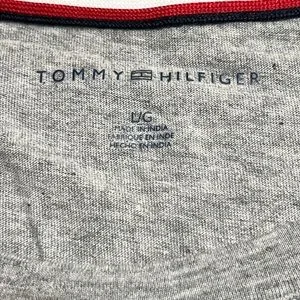 TOMMY HILFIGER
L/G
MADE IN INDIA
FABRIQUÉ EN INDE
HECHO EN INDIA